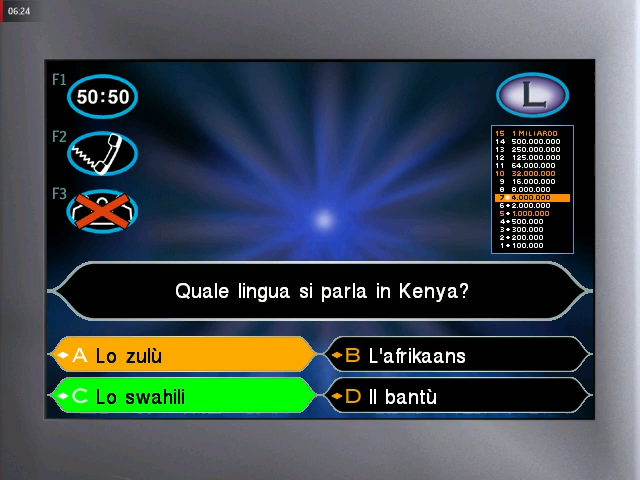 06:24
F1
50:50
F2
F3
L
15 1 MILIARDO
14 500.000.000
13 250.000.000
12 125.000.000
11 64.000.000
10 32.000.000
9 16.000.000
8 8.000.000
7 4.000.000
6 2.000.000
5 1.000.000
4 500.000
3 300.000
2 200.000
1 100.000
Quale lingua si parla in Kenya?
A Lo zulù
B L'afrikaans
C Lo swahili
D Il bantù